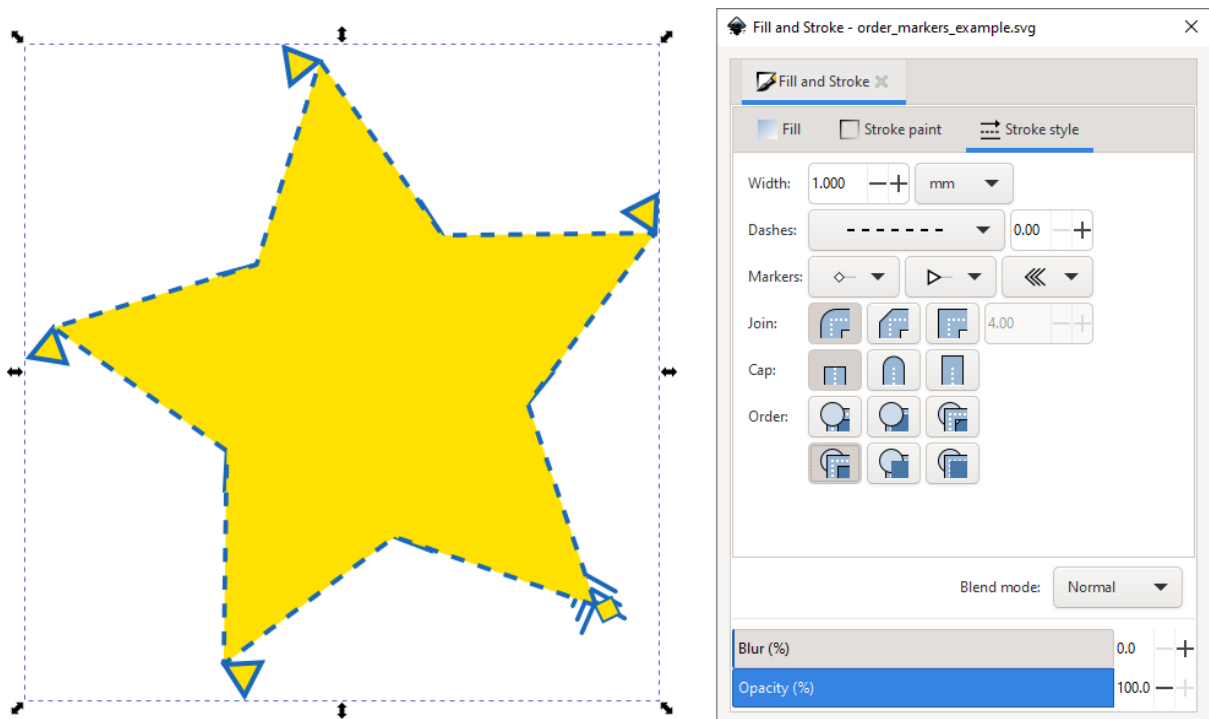 Fill and Stroke - order_markers_example.svg
Fill and Stroke
Fill Stroke paint Stroke style
Width: 1.000 mm
Dashes: 0.00
Markers:
Join: 4.00
Cap:
Order:
Blend mode: Normal
Blur (%) 0.0
Opacity (%) 100.0